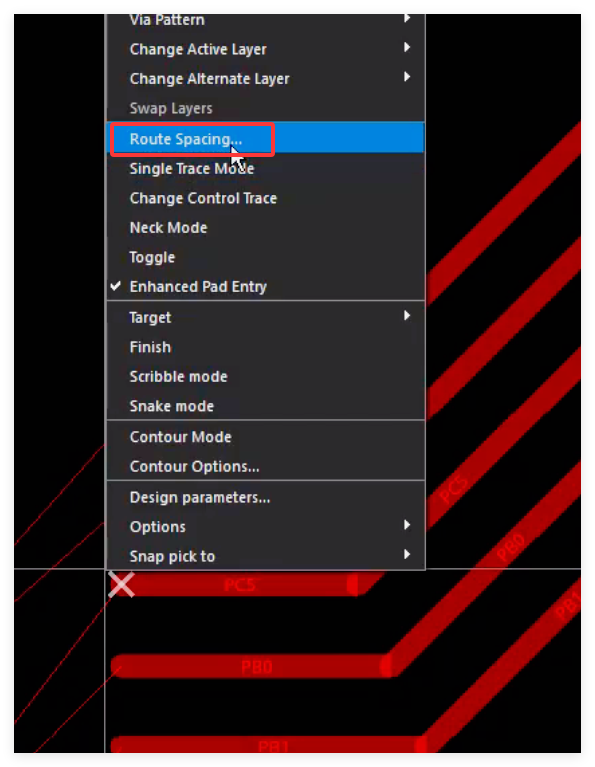 Via Pattern
Change Active Layer
Change Alternate Layer
Swap Layers
Route Spacing...
Single Trace Mode
Change Control Trace
Neck Mode
Toggle
Enhanced Pad Entry
Target
Finish
Scribble mode
Snake mode
Contour Mode
Contour Options...
Design parameters...
Options
Snap pick to
PC5
PB0
PB1
PC5
PB0
PB1